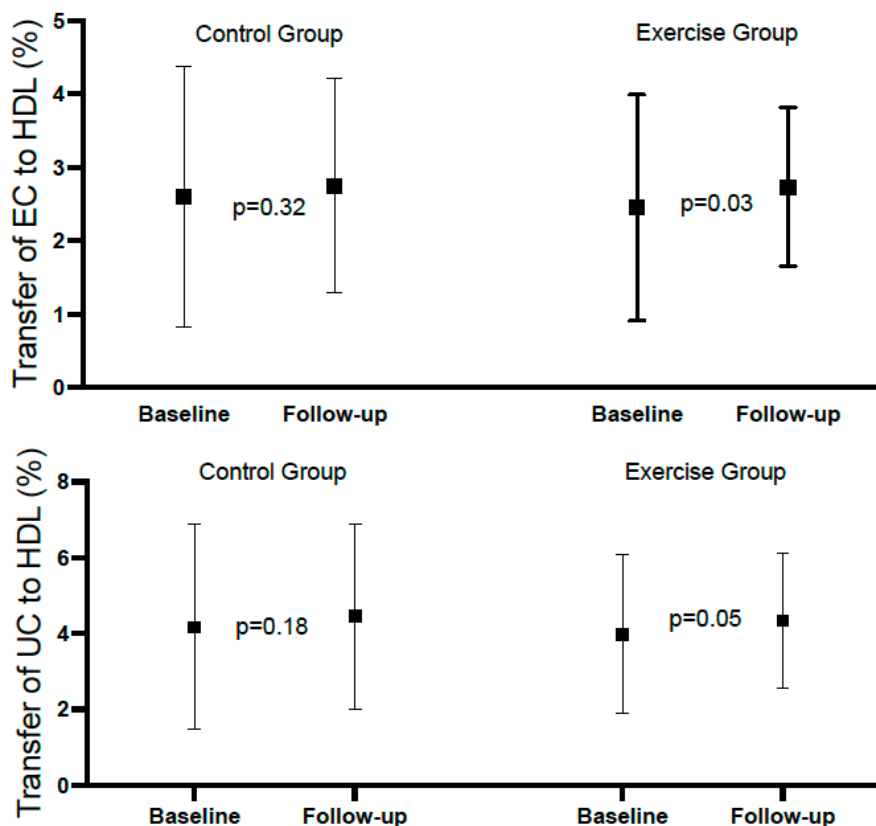 Transfer of EC to HDL (%)
5
4
3
2
1
0
Control Group
Exercise Group
p=0.32
p=0.03
Baseline
Follow-up
Baseline
Follow-up
Transfer of UC to HDL (%)
8
6
4
2
0
Control Group
Exercise Group
p=0.18
p=0.05
Baseline
Follow-up
Baseline
Follow-up